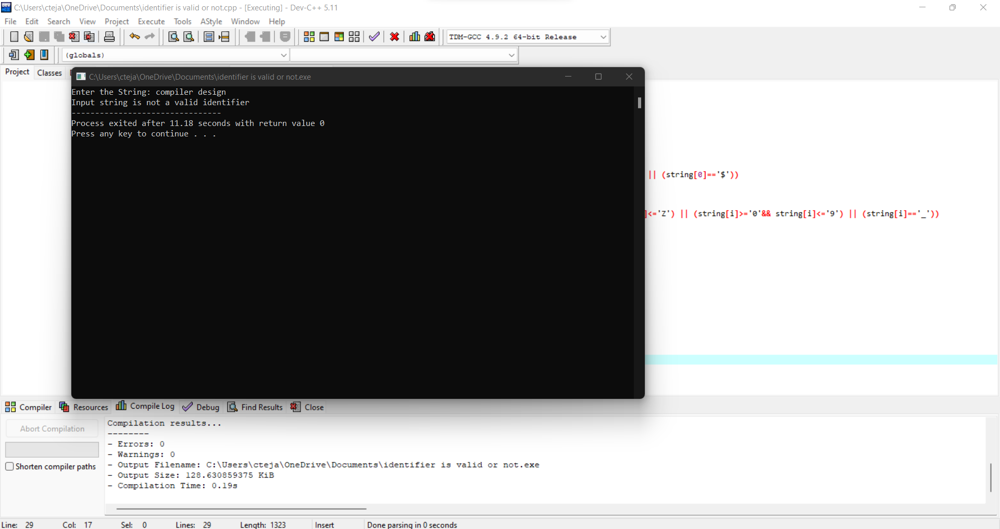 C:\Users\cteja\OneDrive\Documents\identifier is valid or not.cpp - [Executing] - Dev-C++ 5.11
File Edit Search View Project Execute Tools AStyle Window Help
TDM-GCC 4.9.2 64-bit Release
(globals)
Project Classes
C:\Users\cteja\OneDrive\Documents\identifier is valid or not.exe
Enter the String: compiler design
Input string is not a valid identifier
--------------------------------
Process exited after 11.18 seconds with return value 0
Press any key to continue . . .
|| (string[0]=='$'))
]<='Z') || (string[i]>='0'&& string[i]<='9') || (string[i]=='_'))
Compiler Resources Compile Log Debug Find Results Close
Abort Compilation
Shorten compiler paths
Compilation results...
--------
- Errors: 0
- Warnings: 0
- Output Filename: C:\Users\cteja\OneDrive\Documents\identifier is valid or not.exe
- Output Size: 128.630859375 KiB
- Compilation Time: 0.19s
Line: 29 Col: 17 Sel: 0 Lines: 29 Length: 1323 Insert Done parsing in 0 seconds